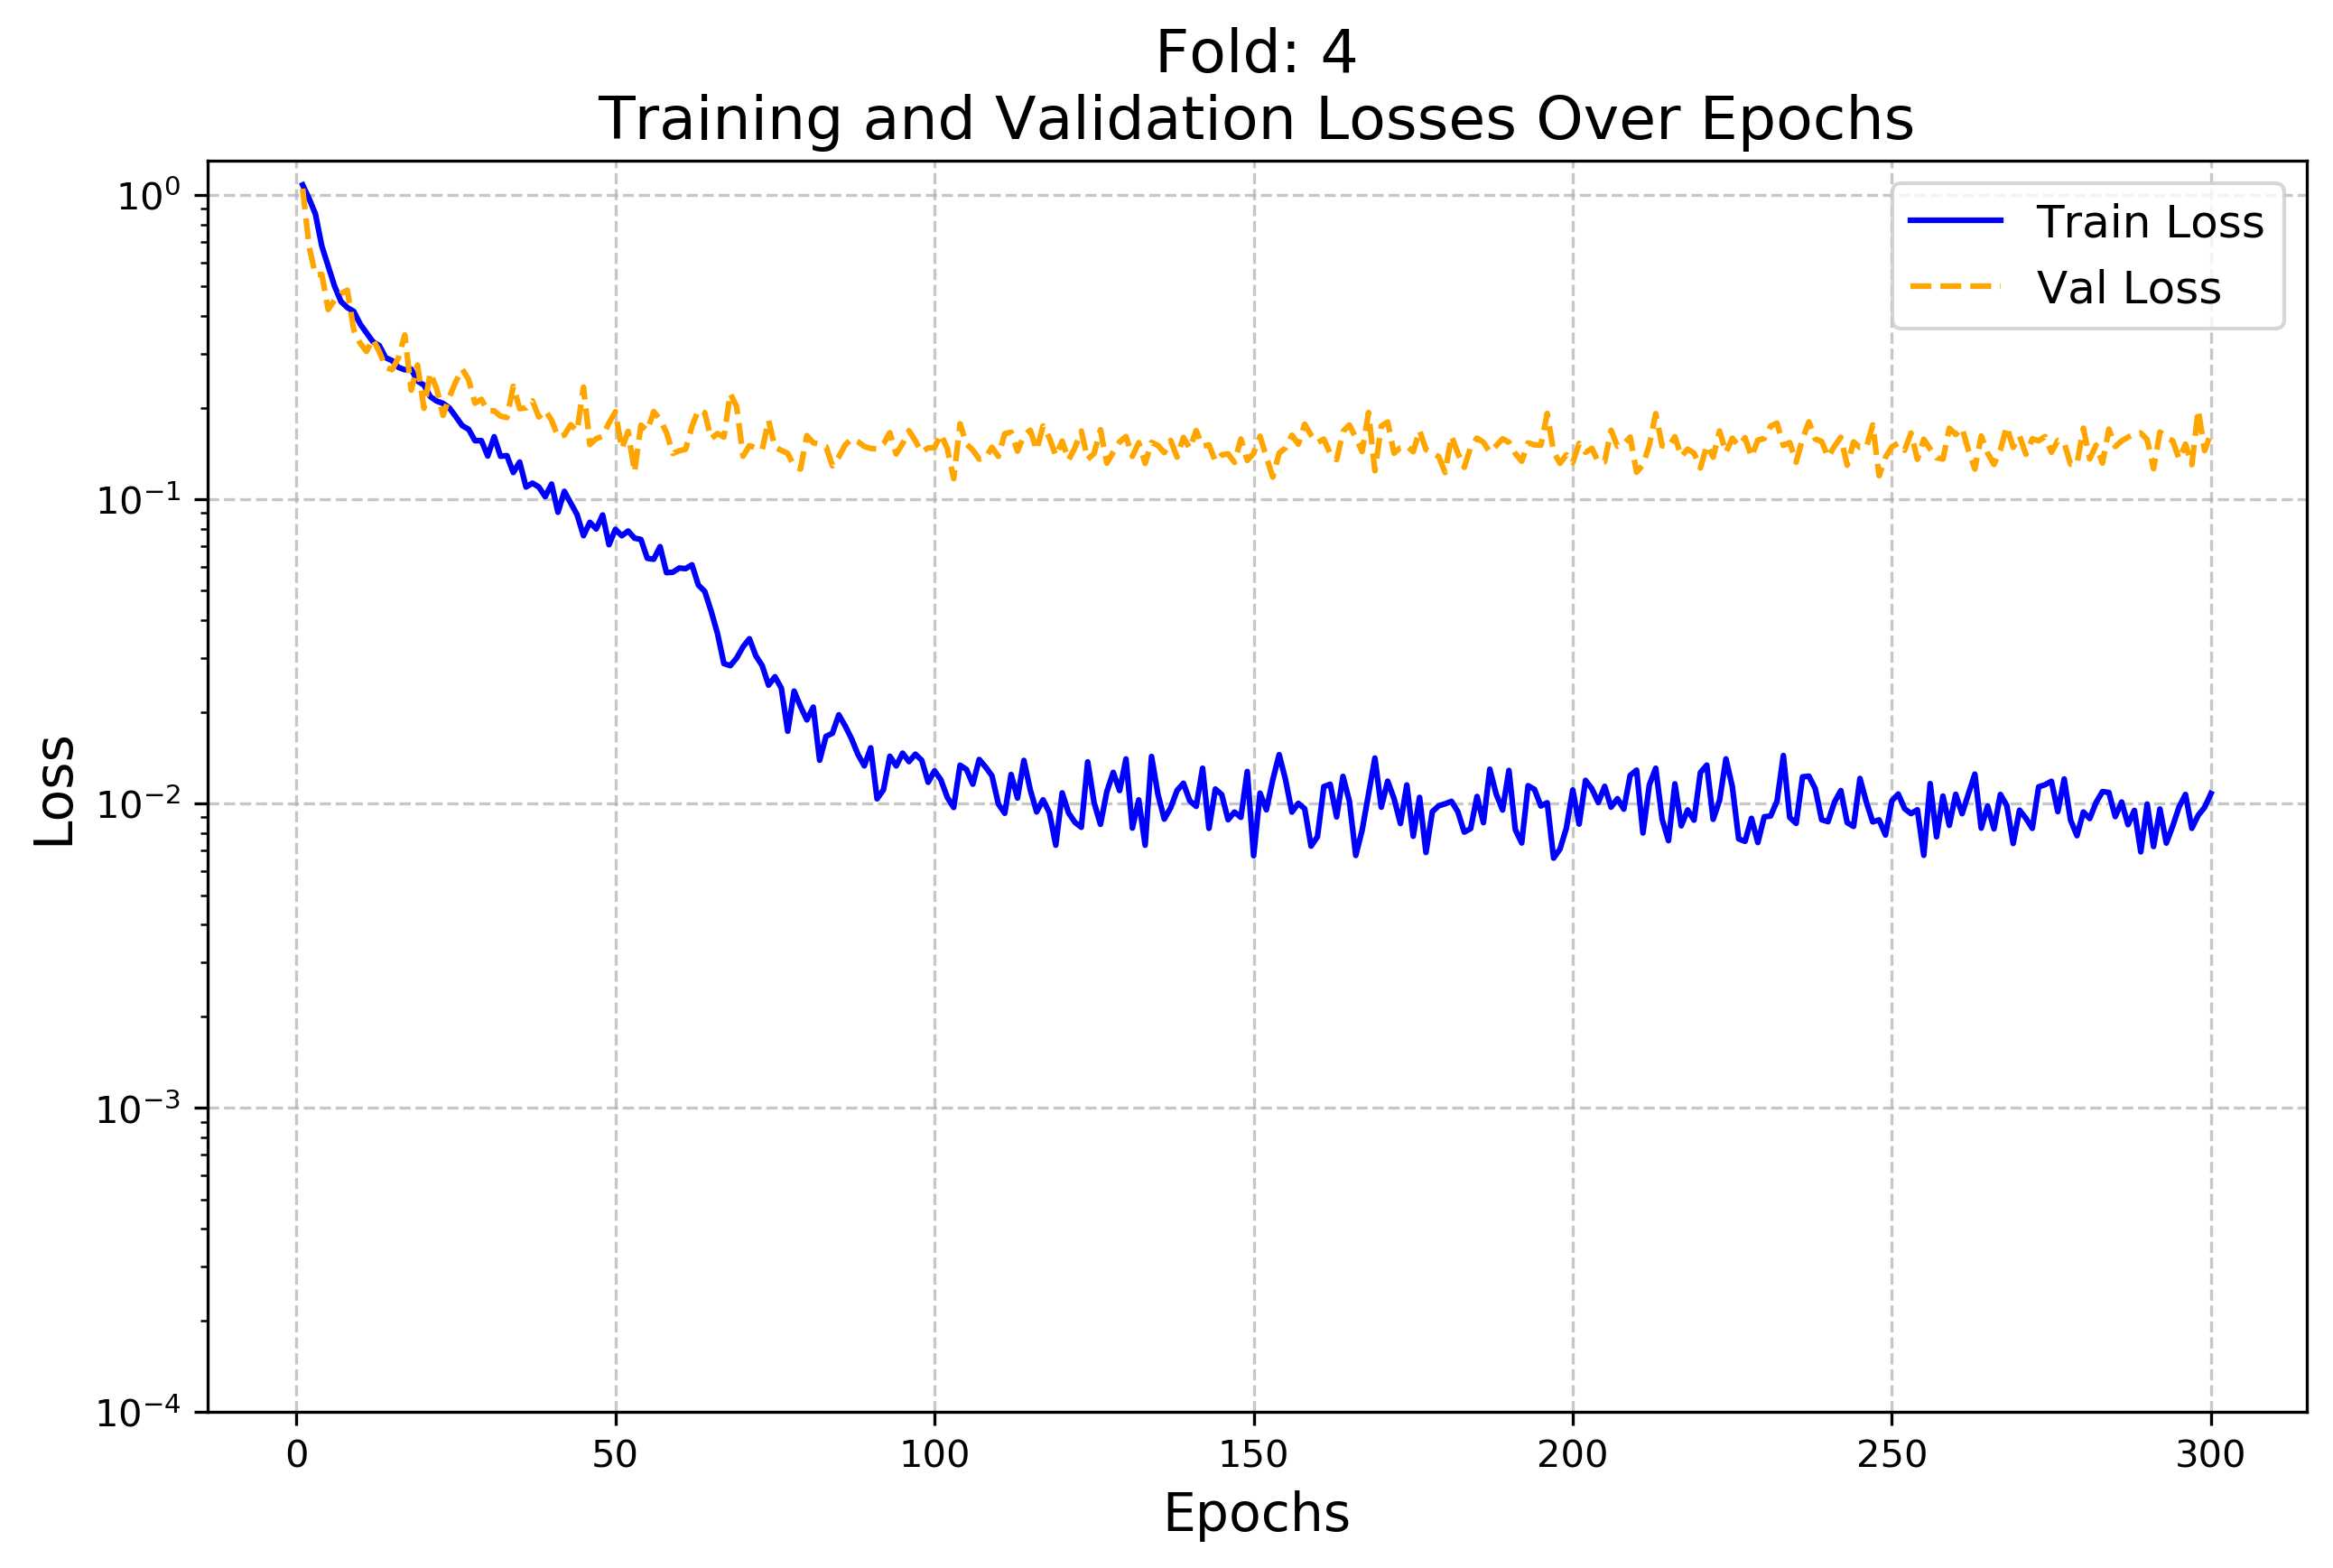 Fold: 4
Training and Validation Losses Over Epochs
Train Loss
Val Loss
10⁰
10⁻¹
10⁻²
10⁻³
10⁻⁴
Loss
0 50 100 150 200 250 300
Epochs